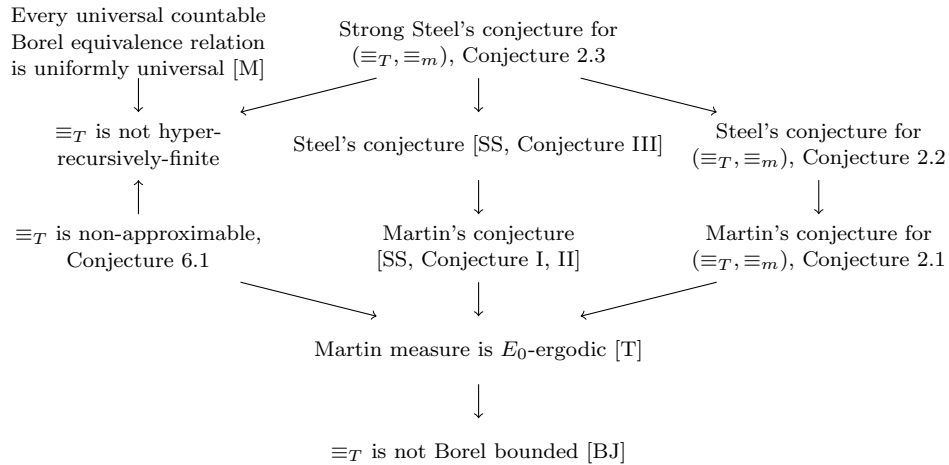 Every universal countable
Borel equivalence relation
is uniformly universal [M]
Strong Steel's conjecture for
(≡_T, ≡_m), Conjecture 2.3
≡_T is not hyper-
recursively-finite
Steel's conjecture [SS, Conjecture III]
Steel's conjecture for
(≡_T, ≡_m), Conjecture 2.2
≡_T is non-approximable,
Conjecture 6.1
Martin's conjecture
[SS, Conjecture I, II]
Martin's conjecture for
(≡_T, ≡_m), Conjecture 2.1
Martin measure is E_0-ergodic [T]
≡_T is not Borel bounded [BJ]